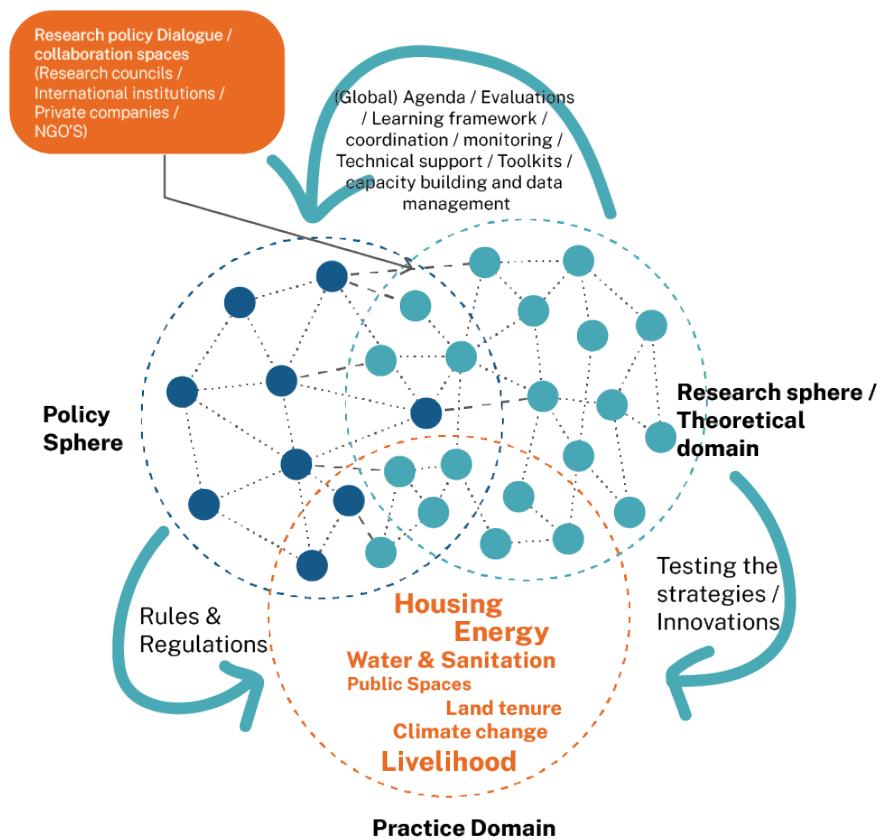 Research policy Dialogue /
collaboration spaces
(Research councils /
International institutions /
Private companies /
NGO'S)
(Global) Agenda / Evaluations
/ Learning framework /
coordination / monitoring /
Technical support / Toolkits /
capacity building and data
management
Policy
Sphere
Research sphere /
Theoretical
domain
Rules &
Regulations
Testing the
strategies /
Innovations
Housing
Energy
Water & Sanitation
Public Spaces
Land tenure
Climate change
Livelihood
Practice Domain